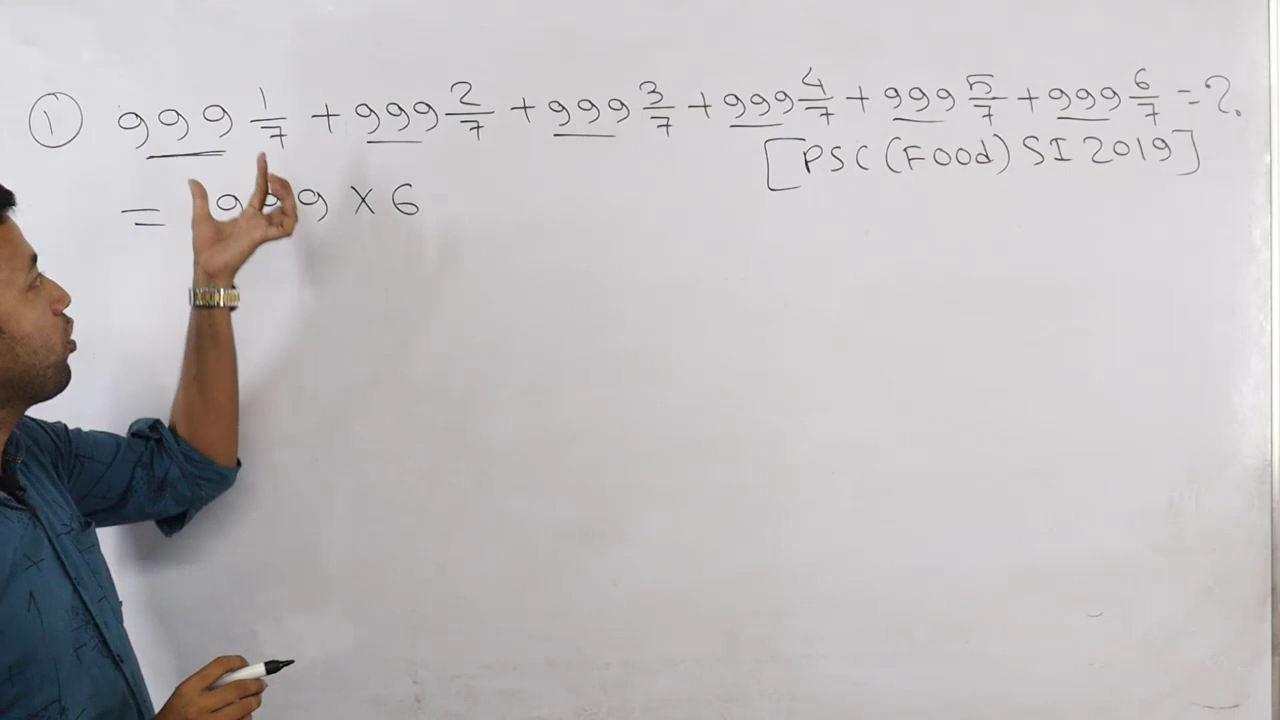 ① 999 1/7 + 999 2/7 + 999 3/7 + 999 4/7 + 999 5/7 + 999 6/7 = ?.
[PSC (Food) SI 2019]
= 999 × 6